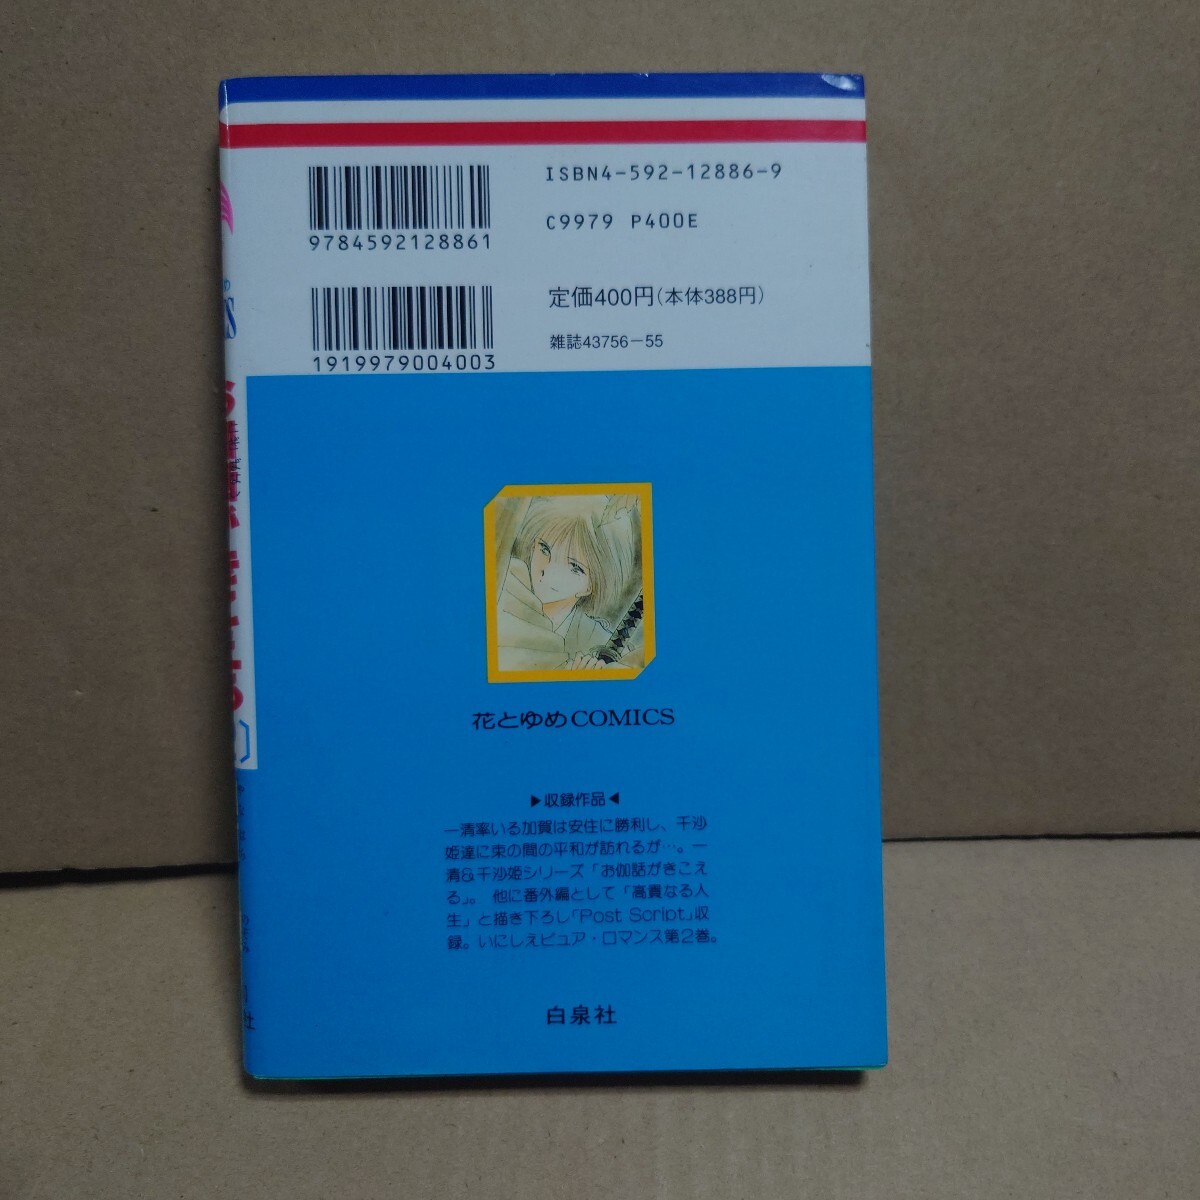 ISBN4-592-12886-9
9784592128861
C9979 P400E
定価400円(本体388円)
1919979004003
雑誌43756-55
花とゆめCOMICS
▶収録作品◀
一清率いる加賀は安住に勝利し、千沙
姫達に束の間の平和が訪れるが…。一
清&千沙姫シリーズ「お伽話がきこえ
る」。他に番外編として「高貴なる人
生」と描き下ろし「Post Script」収
録。いにしえピュア・ロマンス第2巻。
白泉社